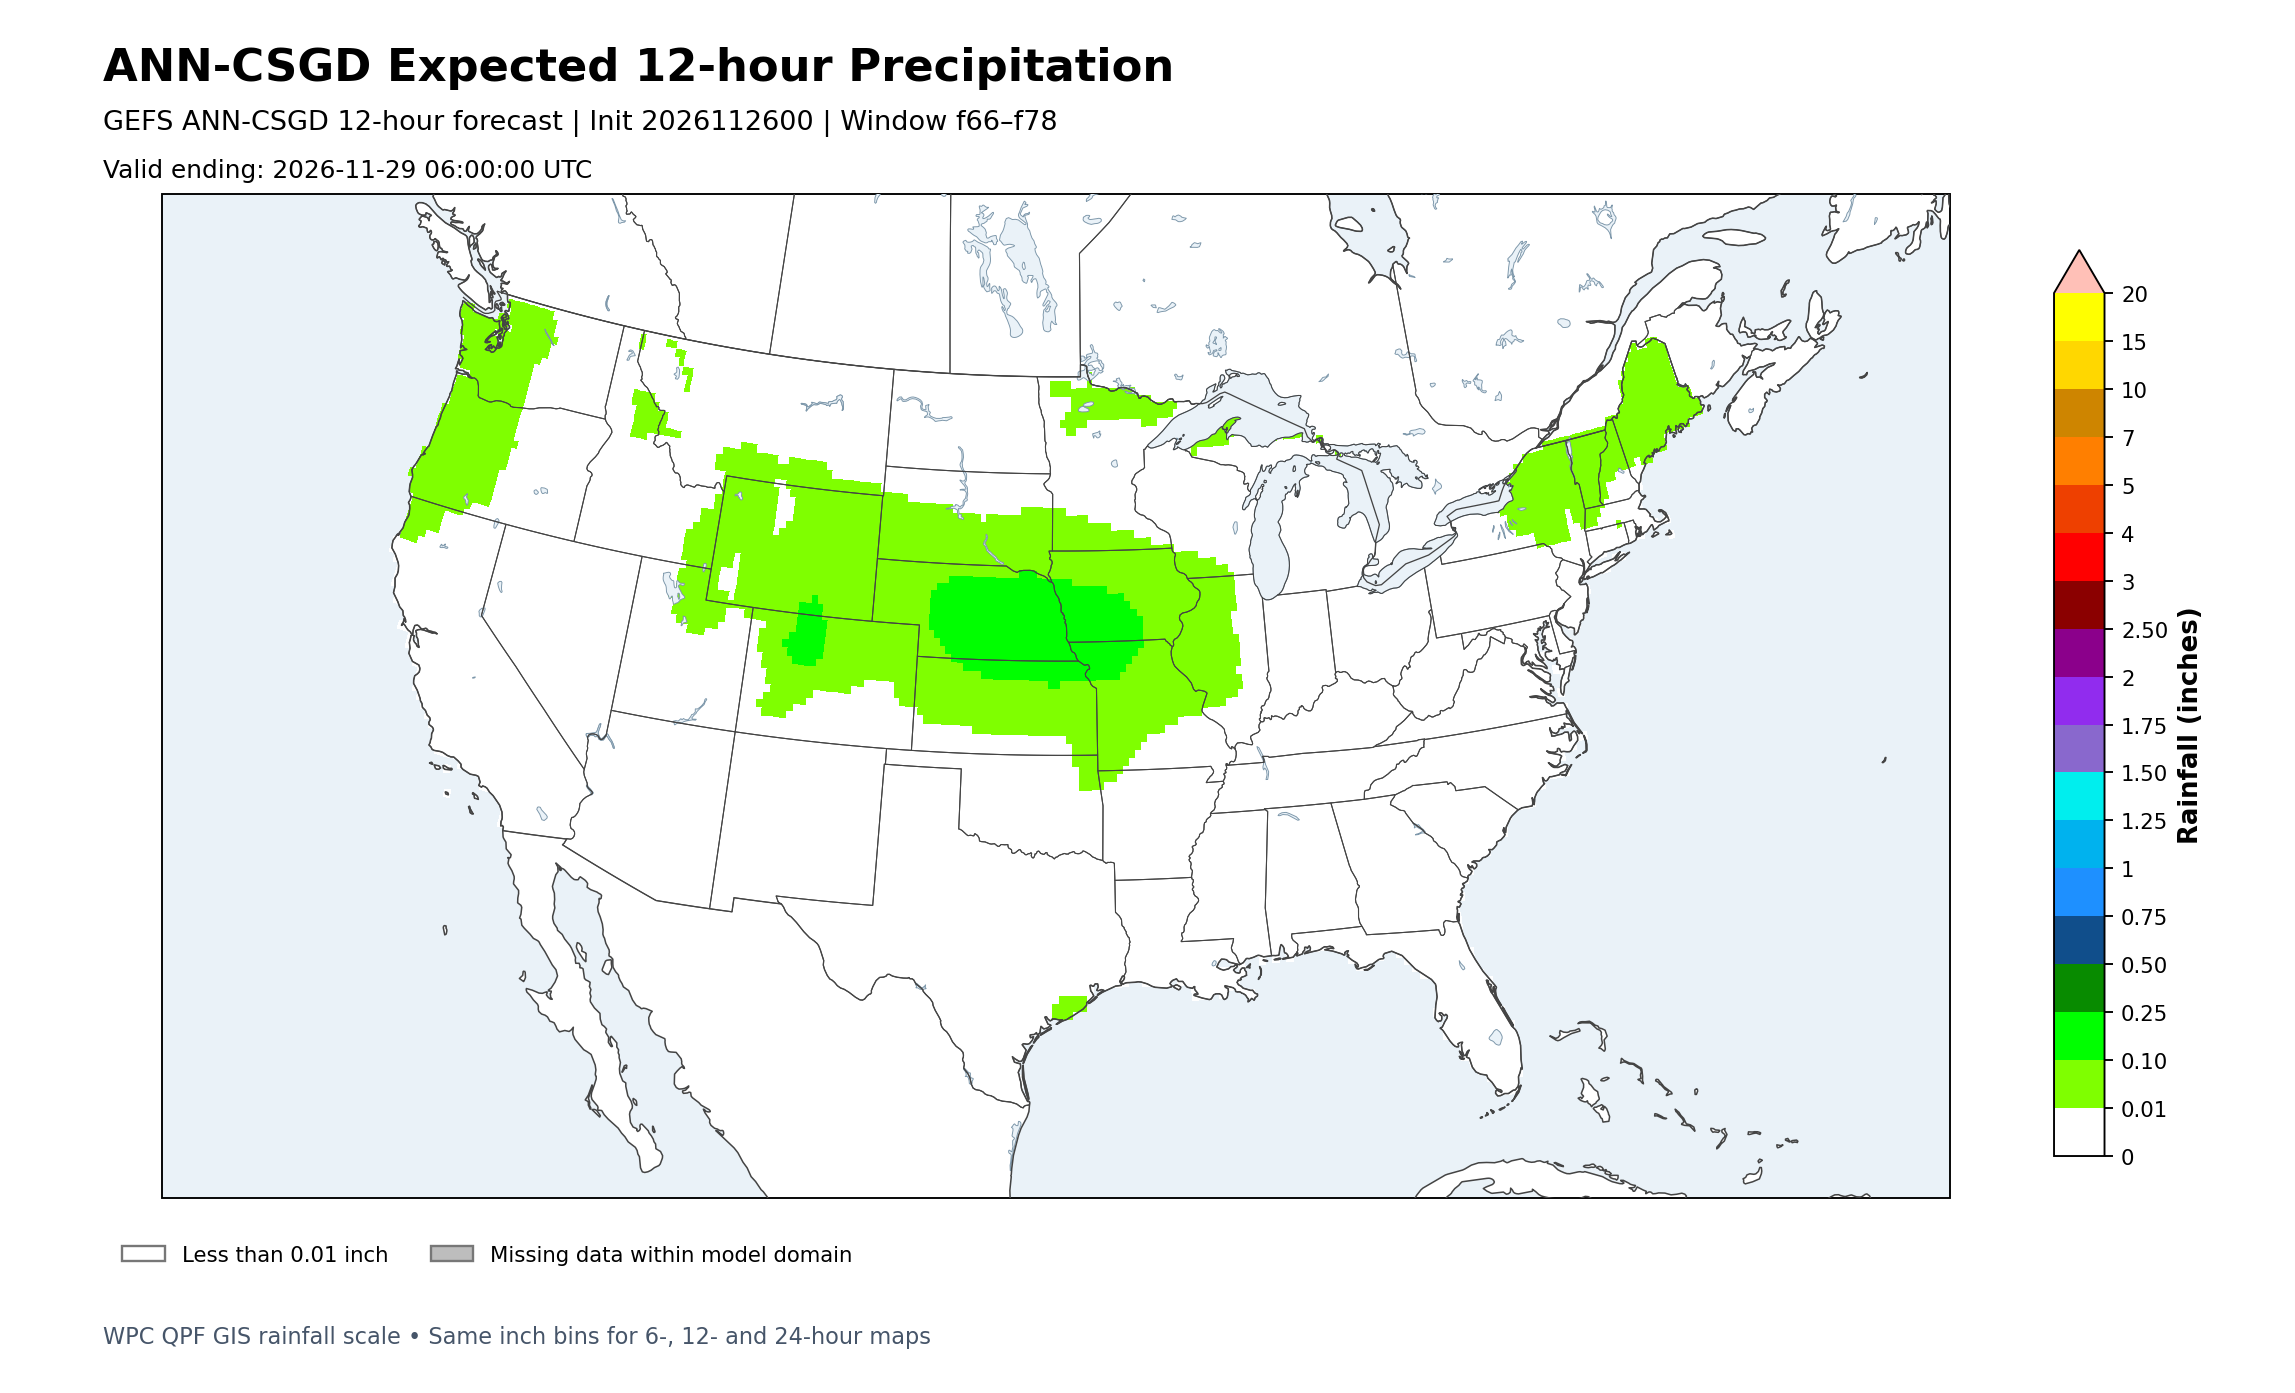 ANN-CSGD Expected 12-hour Precipitation
GEFS ANN-CSGD 12-hour forecast | Init 2026112600 | Window f66–f78
Valid ending: 2026-11-29 06:00:00 UTC
20
15
10
7
5
4
3
2.50
2
1.75
1.50
1.25
1
0.75
0.50
0.25
0.10
0.01
0
Rainfall (inches)
Less than 0.01 inch
Missing data within model domain
WPC QPF GIS rainfall scale • Same inch bins for 6-, 12- and 24-hour maps